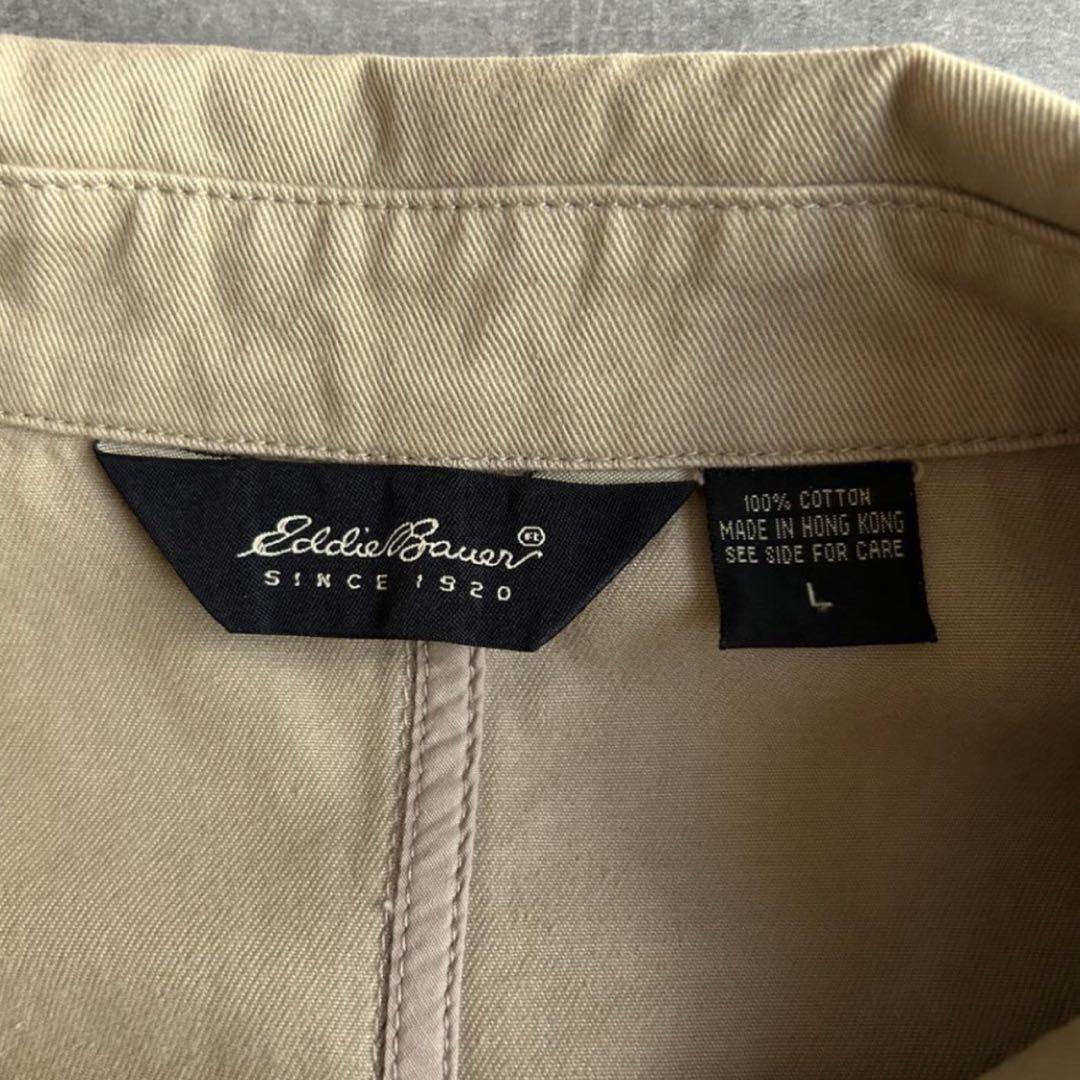 Eddie Bauer
SINCE 1920
100% COTTON
MADE IN HONG KONG
SEE SIDE FOR CARE
L